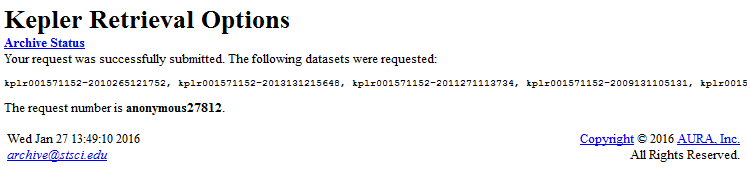 Kepler Retrieval Options
Archive Status
Your request was successfully submitted. The following datasets were requested:
kplr001571152-2010265121752, kplr001571152-2013131215648, kplr001571152-2011271113734, kplr001571152-2009131105131, kplr0015
The request number is anonymous27812.
Wed Jan 27 13:49:10 2016
Copyright © 2016 AURA, Inc.
archive@stsci.edu
All Rights Reserved.